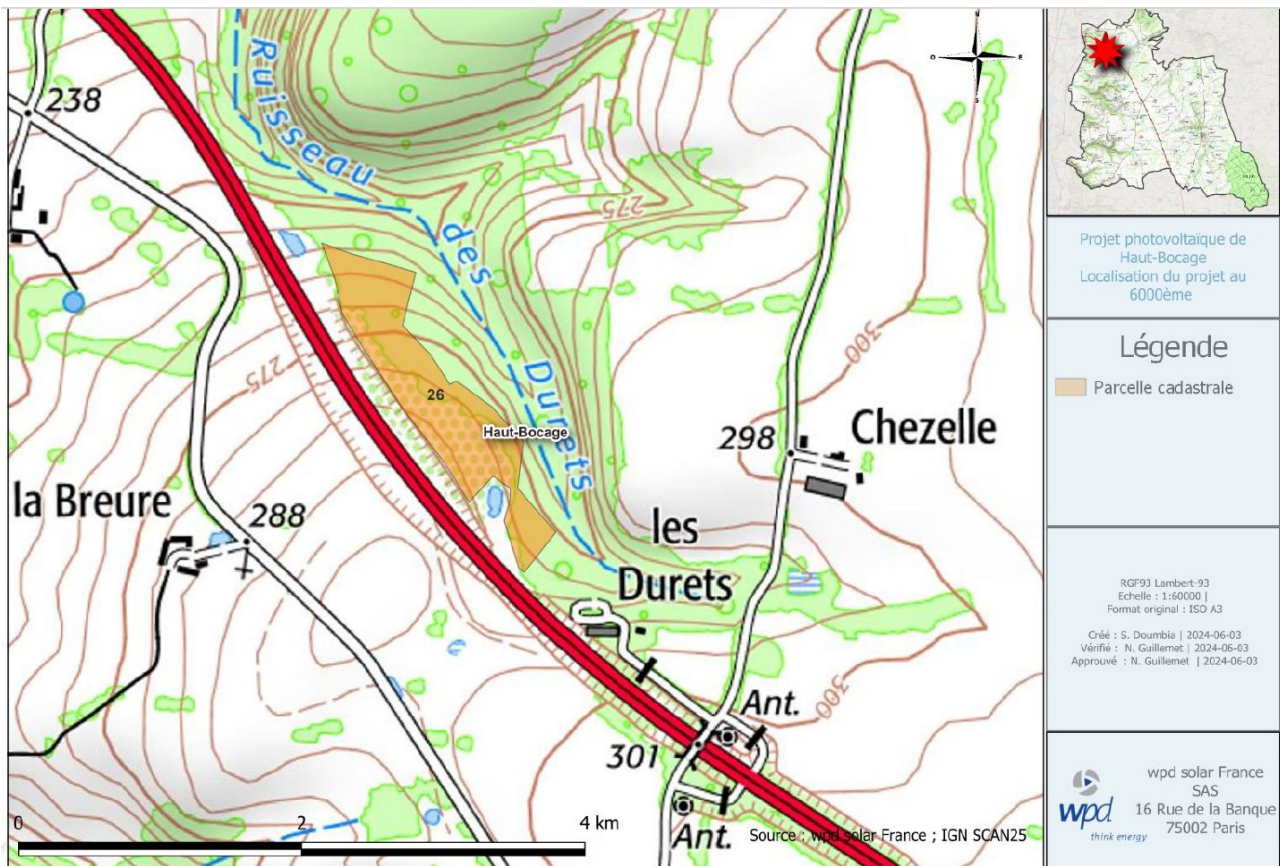 238
Ruisseau
des
Durets
275
275
26
Haut-Bocage
300
298
Chezelle
la Breure
288
les
Durets
300
Ant.
301
Ant.
0
2
4 km
Source : wpd solar France ; IGN SCAN25
N
O
E
S
Projet photovoltaïque de
Haut-Bocage
Localisation du projet au
6000ème
Légende
Parcelle cadastrale
RGF93 Lambert-93
Echelle : 1:60000 |
Format original : ISO A3
Créé : S. Doumbia | 2024-06-03
Vérifié : N. Guillemet | 2024-06-03
Approuvé : N. Guillemet | 2024-06-03
wpd
think energy
wpd solar France
SAS
16 Rue de la Banque
75002 Paris